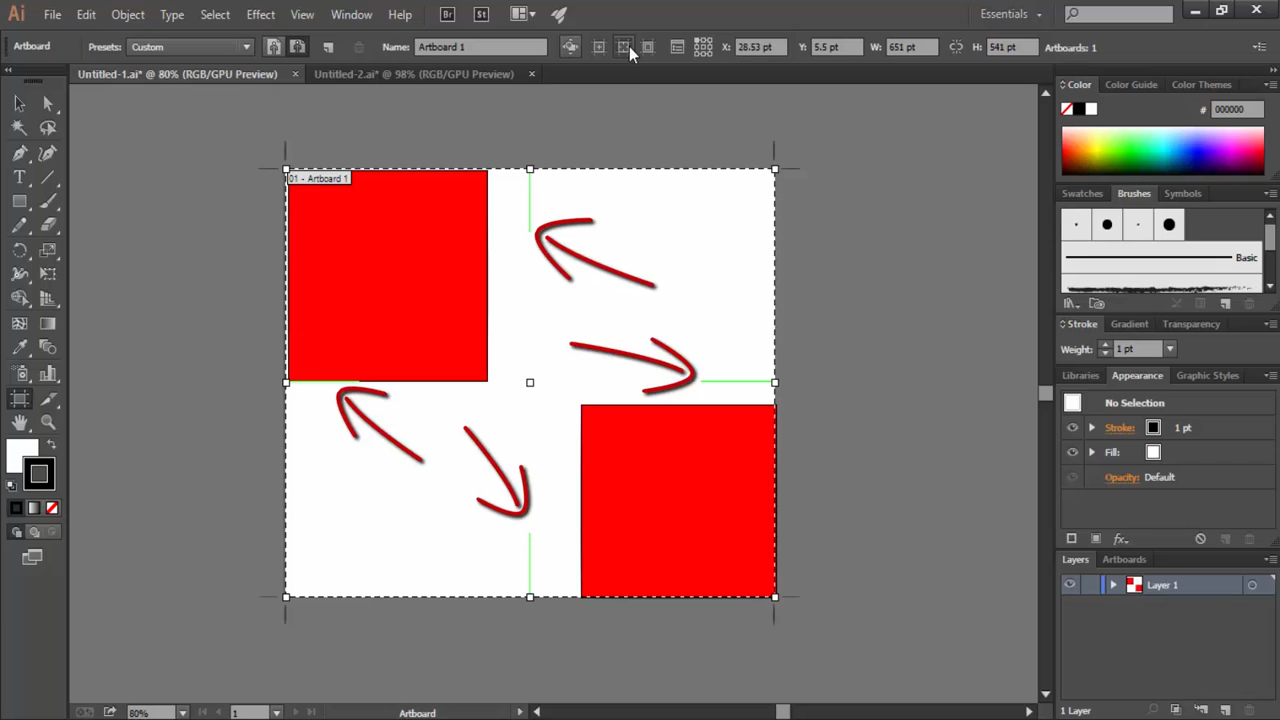 Ai File Edit Object Type Select Effect View Window Help Br St Essentials
Artboard Presets: Custom Name: Artboard 1 X: 28.53 pt Y: 5.5 pt W: 651 pt H: 541 pt Artboards: 1
Untitled-1.ai* @ 80% (RGB/GPU Preview) × Untitled-2.ai* @ 98% (RGB/GPU Preview) ×
Color Color Guide Color Themes
# 000000
01 - Artboard 1
Swatches Brushes Symbols
Basic
Stroke Gradient Transparency
Weight: 1 pt
Libraries Appearance Graphic Styles
No Selection
Stroke: 1 pt
Fill:
Opacity: Default
fx
Layers Artboards
Layer 1
80% 1 Artboard 1 Layer